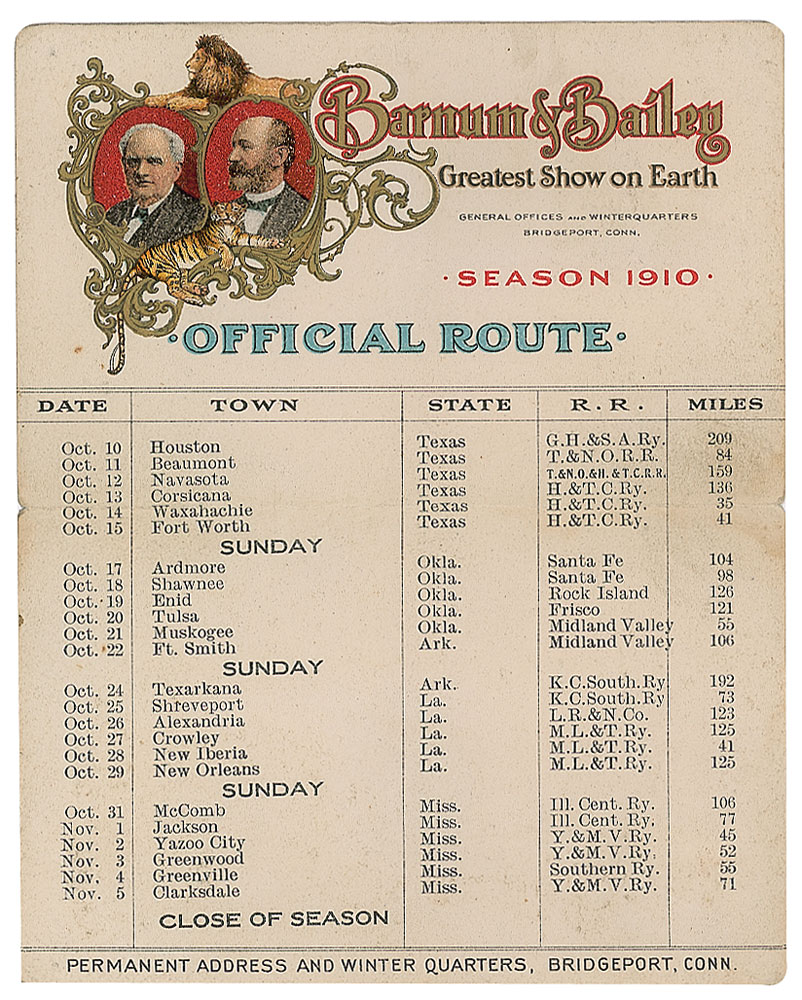 Barnum & Bailey
Greatest Show on Earth
GENERAL OFFICES AND WINTERQUARTERS
BRIDGEPORT, CONN.
·SEASON 1910·
·OFFICIAL ROUTE·
DATE TOWN STATE R. R. MILES
Oct. 10 Houston Texas G.H.&S.A.Ry. 209
Oct. 11 Beaumont Texas T.&N.O.R.R. 84
Oct. 12 Navasota Texas T.&N.O.&H.&T.C.R.R. 159
Oct. 13 Corsicana Texas H.&T.C.Ry. 136
Oct. 14 Waxahachie Texas H.&T.C.Ry. 35
Oct. 15 Fort Worth Texas H.&T.C.Ry. 41
SUNDAY
Oct. 17 Ardmore Okla. Santa Fe 104
Oct. 18 Shawnee Okla. Santa Fe 98
Oct. 19 Enid Okla. Rock Island 126
Oct. 20 Tulsa Okla. Frisco 121
Oct. 21 Muskogee Okla. Midland Valley 55
Oct. 22 Ft. Smith Ark. Midland Valley 106
SUNDAY
Oct. 24 Texarkana Ark. K.C.South.Ry. 192
Oct. 25 Shreveport La. K.C.South.Ry 73
Oct. 26 Alexandria La. L.R.&N.Co. 123
Oct. 27 Crowley La. M.L.&T.Ry. 125
Oct. 28 New Iberia La. M.L.&T.Ry. 41
Oct. 29 New Orleans La. M.L.&T.Ry. 125
SUNDAY
Oct. 31 McComb Miss. Ill. Cent. Ry. 106
Nov. 1 Jackson Miss. Ill. Cent. Ry. 77
Nov. 2 Yazoo City Miss. Y.&M.V.Ry. 45
Nov. 3 Greenwood Miss. Y.&M.V.Ry. 52
Nov. 4 Greenville Miss. Southern Ry. 55
Nov. 5 Clarksdale Miss. Y.&M.V.Ry. 71
CLOSE OF SEASON
PERMANENT ADDRESS AND WINTER QUARTERS, BRIDGEPORT, CONN.